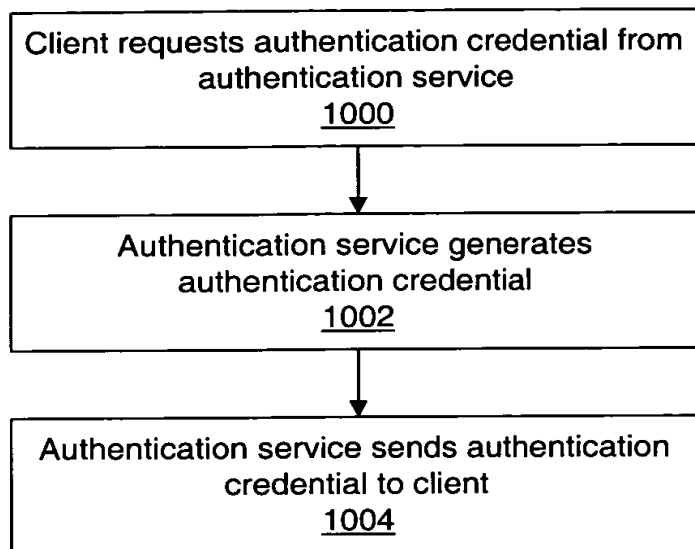 Client requests authentication credential from
authentication service
1000
Authentication service generates
authentication credential
1002
Authentication service sends authentication
credential to client
1004